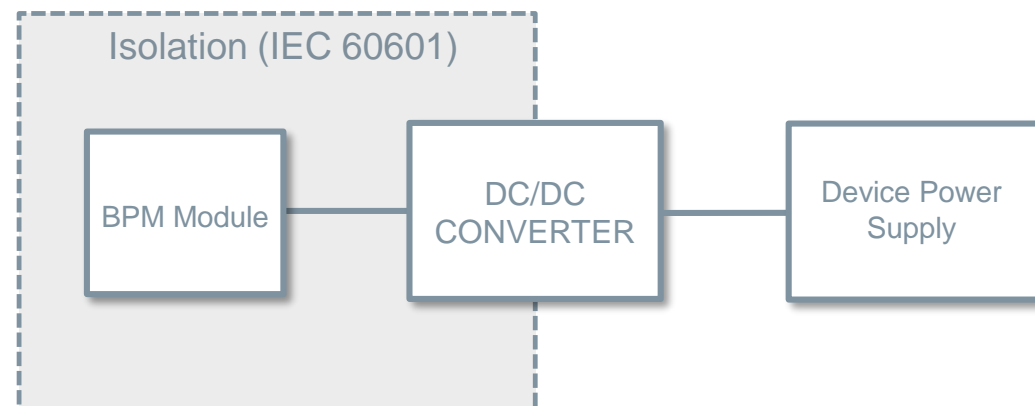 Isolation (IEC 60601)
BPM Module
DC/DC
CONVERTER
Device Power
Supply